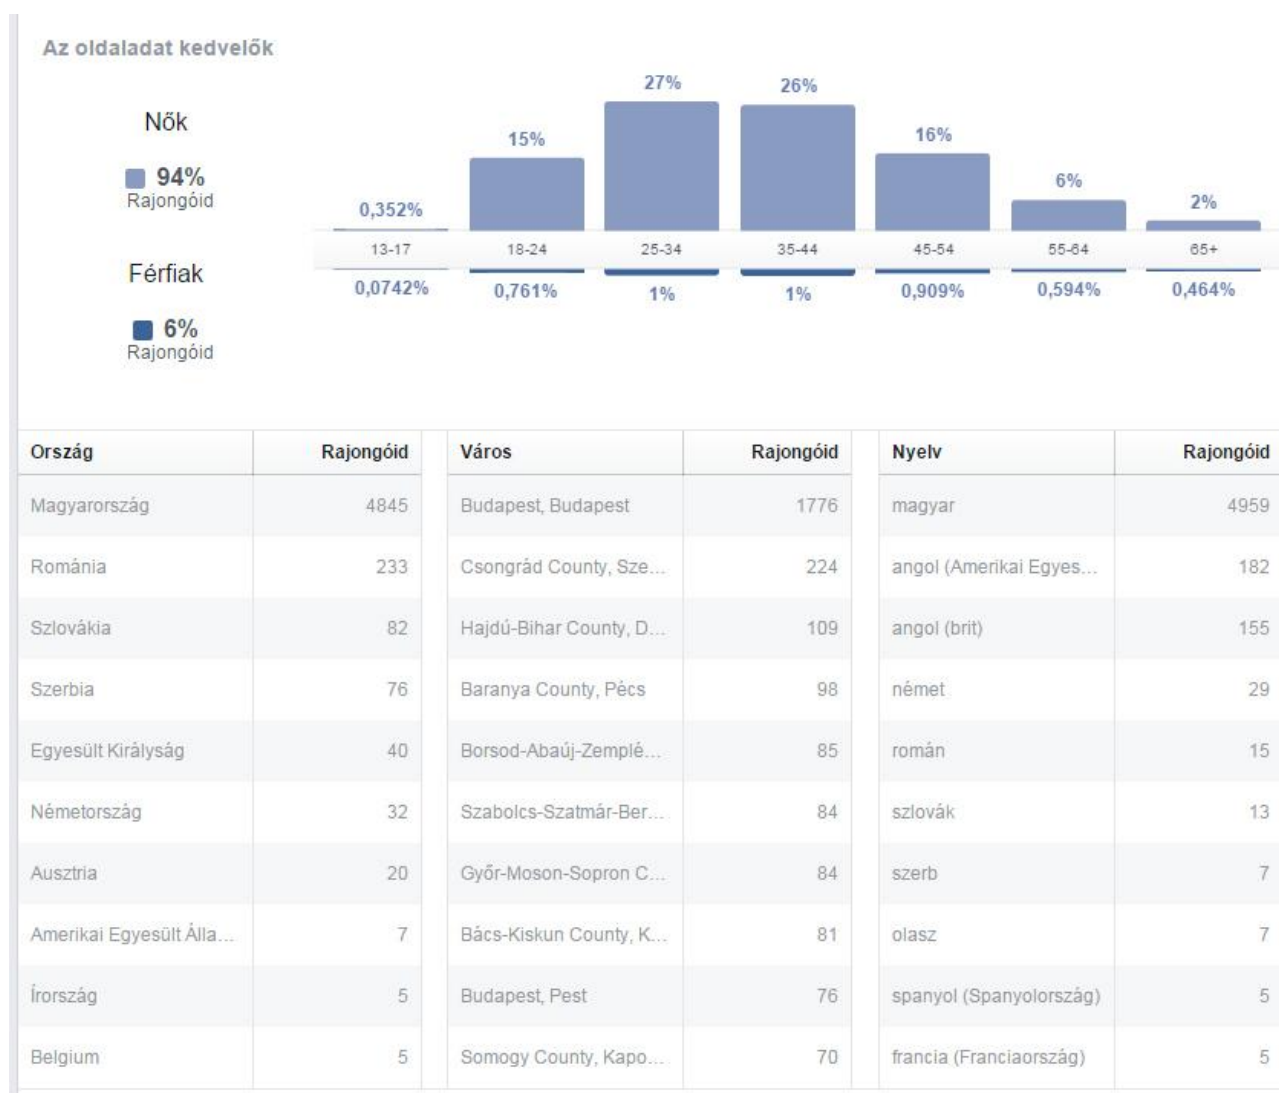 Az oldaladat kedvelők
Nők
94%
Rajongóid
27%
26%
15%
16%
6%
2%
0,352%
13-17 18-24 25-34 35-44 45-54 55-64 65+
Férfiak
6%
Rajongóid
0,0742% 0,761% 1% 1% 0,909% 0,594% 0,464%
Ország Rajongóid Város Rajongóid Nyelv Rajongóid
Magyarország 4845 Budapest, Budapest 1776 magyar 4959
Románia 233 Csongrád County, Sze... 224 angol (Amerikai Egyes... 182
Szlovákia 82 Hajdú-Bihar County, D... 109 angol (brit) 155
Szerbia 76 Baranya County, Pécs 98 német 29
Egyesült Királyság 40 Borsod-Abaúj-Zemplé... 85 román 15
Németország 32 Szabolcs-Szatmár-Ber... 84 szlovák 13
Ausztria 20 Győr-Moson-Sopron C... 84 szerb 7
Amerikai Egyesült Álla... 7 Bács-Kiskun County, K... 81 olasz 7
Írország 5 Budapest, Pest 76 spanyol (Spanyolország) 5
Belgium 5 Somogy County, Kapo... 70 francia (Franciaország) 5